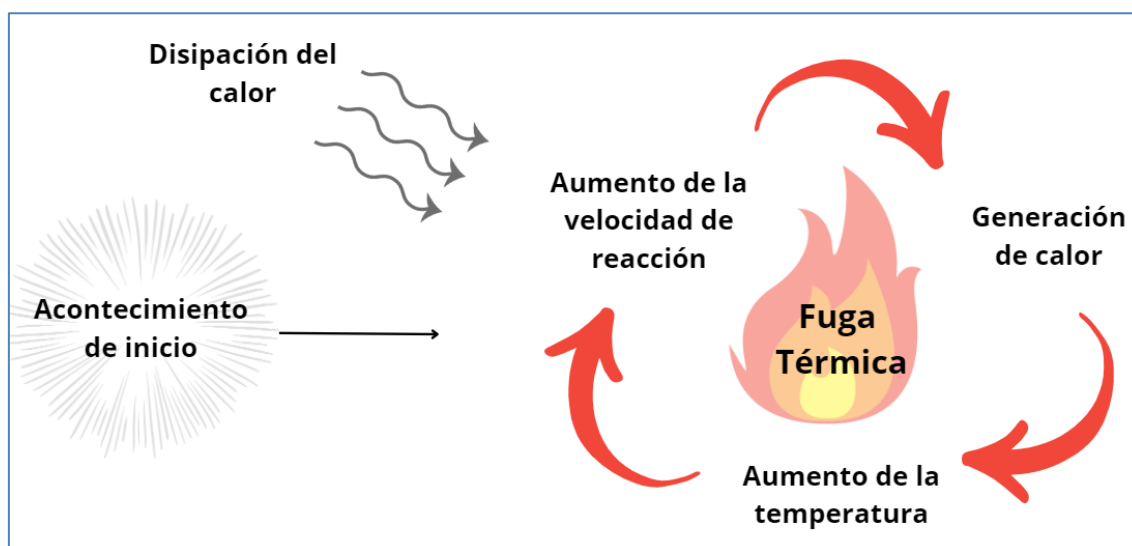 Disipación del
calor
Acontecimiento
de inicio
Aumento de la
velocidad de
reacción
Generación
de calor
Fuga
Térmica
Aumento de la
temperatura